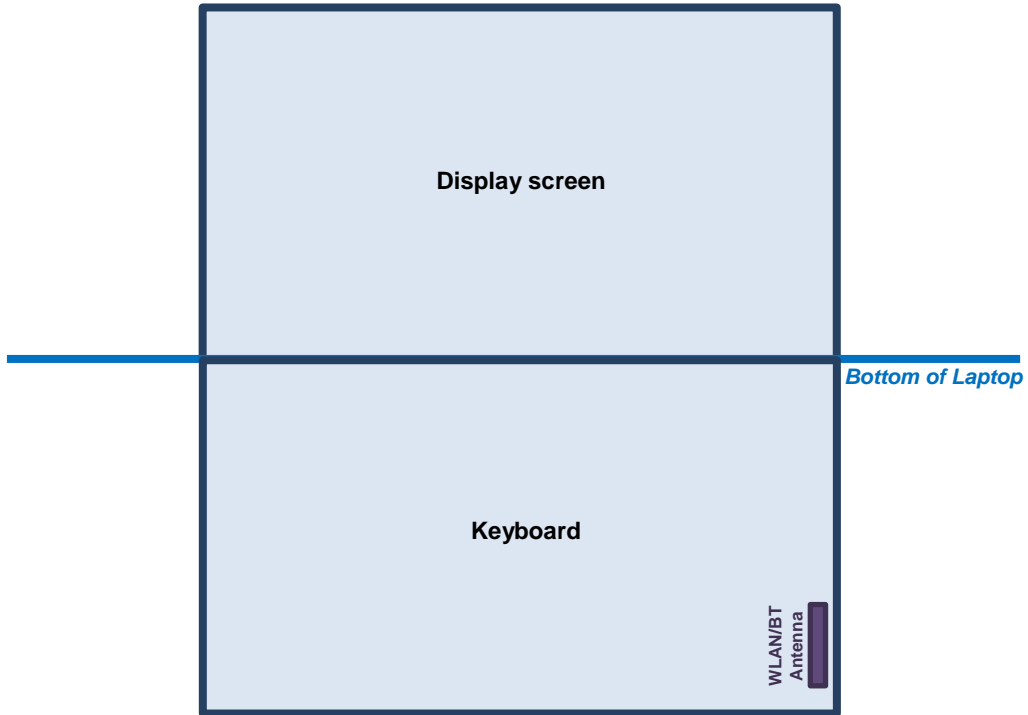 Display screen
Bottom of Laptop
Keyboard
WLAN/BT
Antenna